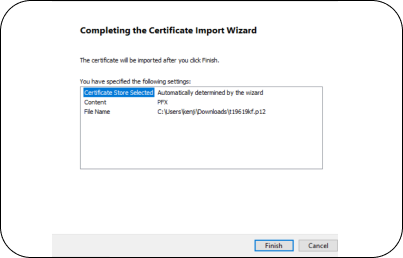 Completing the Certificate Import Wizard
The certificate will be imported after you click Finish.
You have specified the following settings:
Certificate Store Selected Automatically determined by the wizard
Content PFX
File Name C:\Users\kenji\Downloads\t19619kf.p12
Finish Cancel